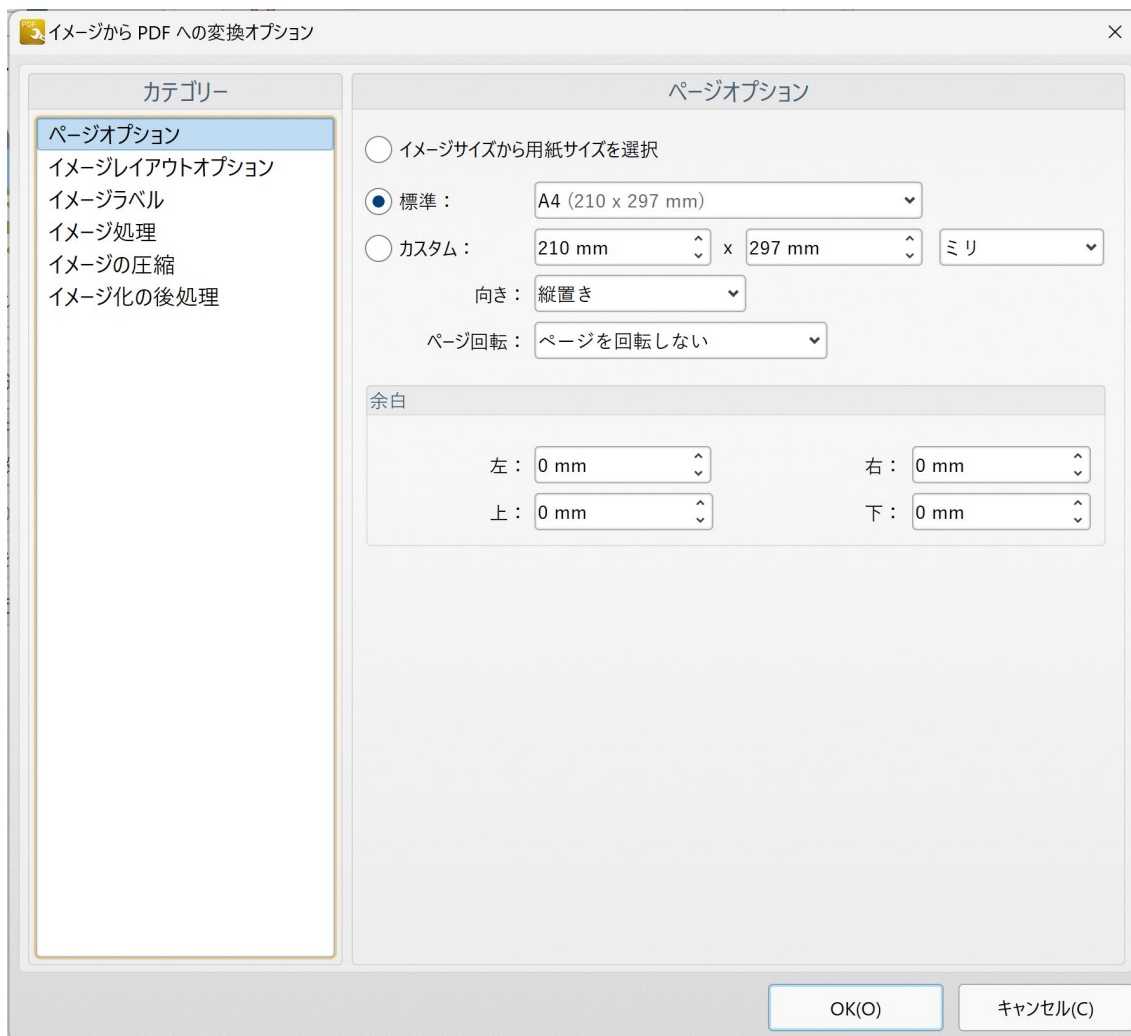 イメージから PDF への変換オプション
カテゴリー
ページオプション
イメージレイアウトオプション
イメージラベル
イメージ処理
イメージの圧縮
イメージ化の後処理
ページオプション
イメージサイズから用紙サイズを選択
標準： A4 (210 x 297 mm)
カスタム： 210 mm x 297 mm ミリ
向き： 縦置き
ページ回転： ページを回転しない
余白
左： 0 mm 右： 0 mm
上： 0 mm 下： 0 mm
OK(O) キャンセル(C)